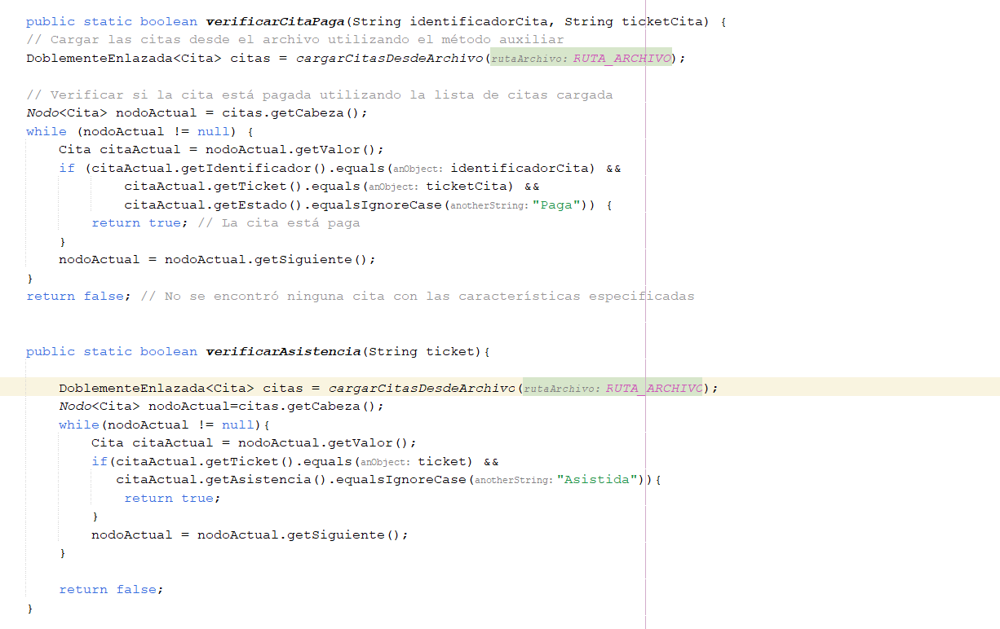 public static boolean verificarCitaPaga(String identificadorCita, String ticketCita) {
// Cargar las citas desde el archivo utilizando el método auxiliar
DoblementeEnlazada<Cita> citas = cargarCitasDesdeArchivo(rutaArchivo: RUTA_ARCHIVO);
// Verificar si la cita está pagada utilizando la lista de citas cargada
Nodo<Cita> nodoActual = citas.getCabeza();
while (nodoActual != null) {
Cita citaActual = nodoActual.getValor();
if (citaActual.getIdentificador().equals(anObject: identificadorCita) &&
citaActual.getTicket().equals(anObject: ticketCita) &&
citaActual.getEstado().equalsIgnoreCase(anotherString: "Paga")) {
return true; // La cita está paga
}
nodoActual = nodoActual.getSiguiente();
}
return false; // No se encontró ninguna cita con las características especificadas
public static boolean verificarAsistencia(String ticket){
DoblementeEnlazada<Cita> citas = cargarCitasDesdeArchivo(rutaArchivo: RUTA_ARCHIVO);
Nodo<Cita> nodoActual=citas.getCabeza();
while(nodoActual != null){
Cita citaActual = nodoActual.getValor();
if(citaActual.getTicket().equals(anObject: ticket) &&
citaActual.getAsistencia().equalsIgnoreCase(anotherString: "Asistida")){
return true;
}
nodoActual = nodoActual.getSiguiente();
}
return false;
}